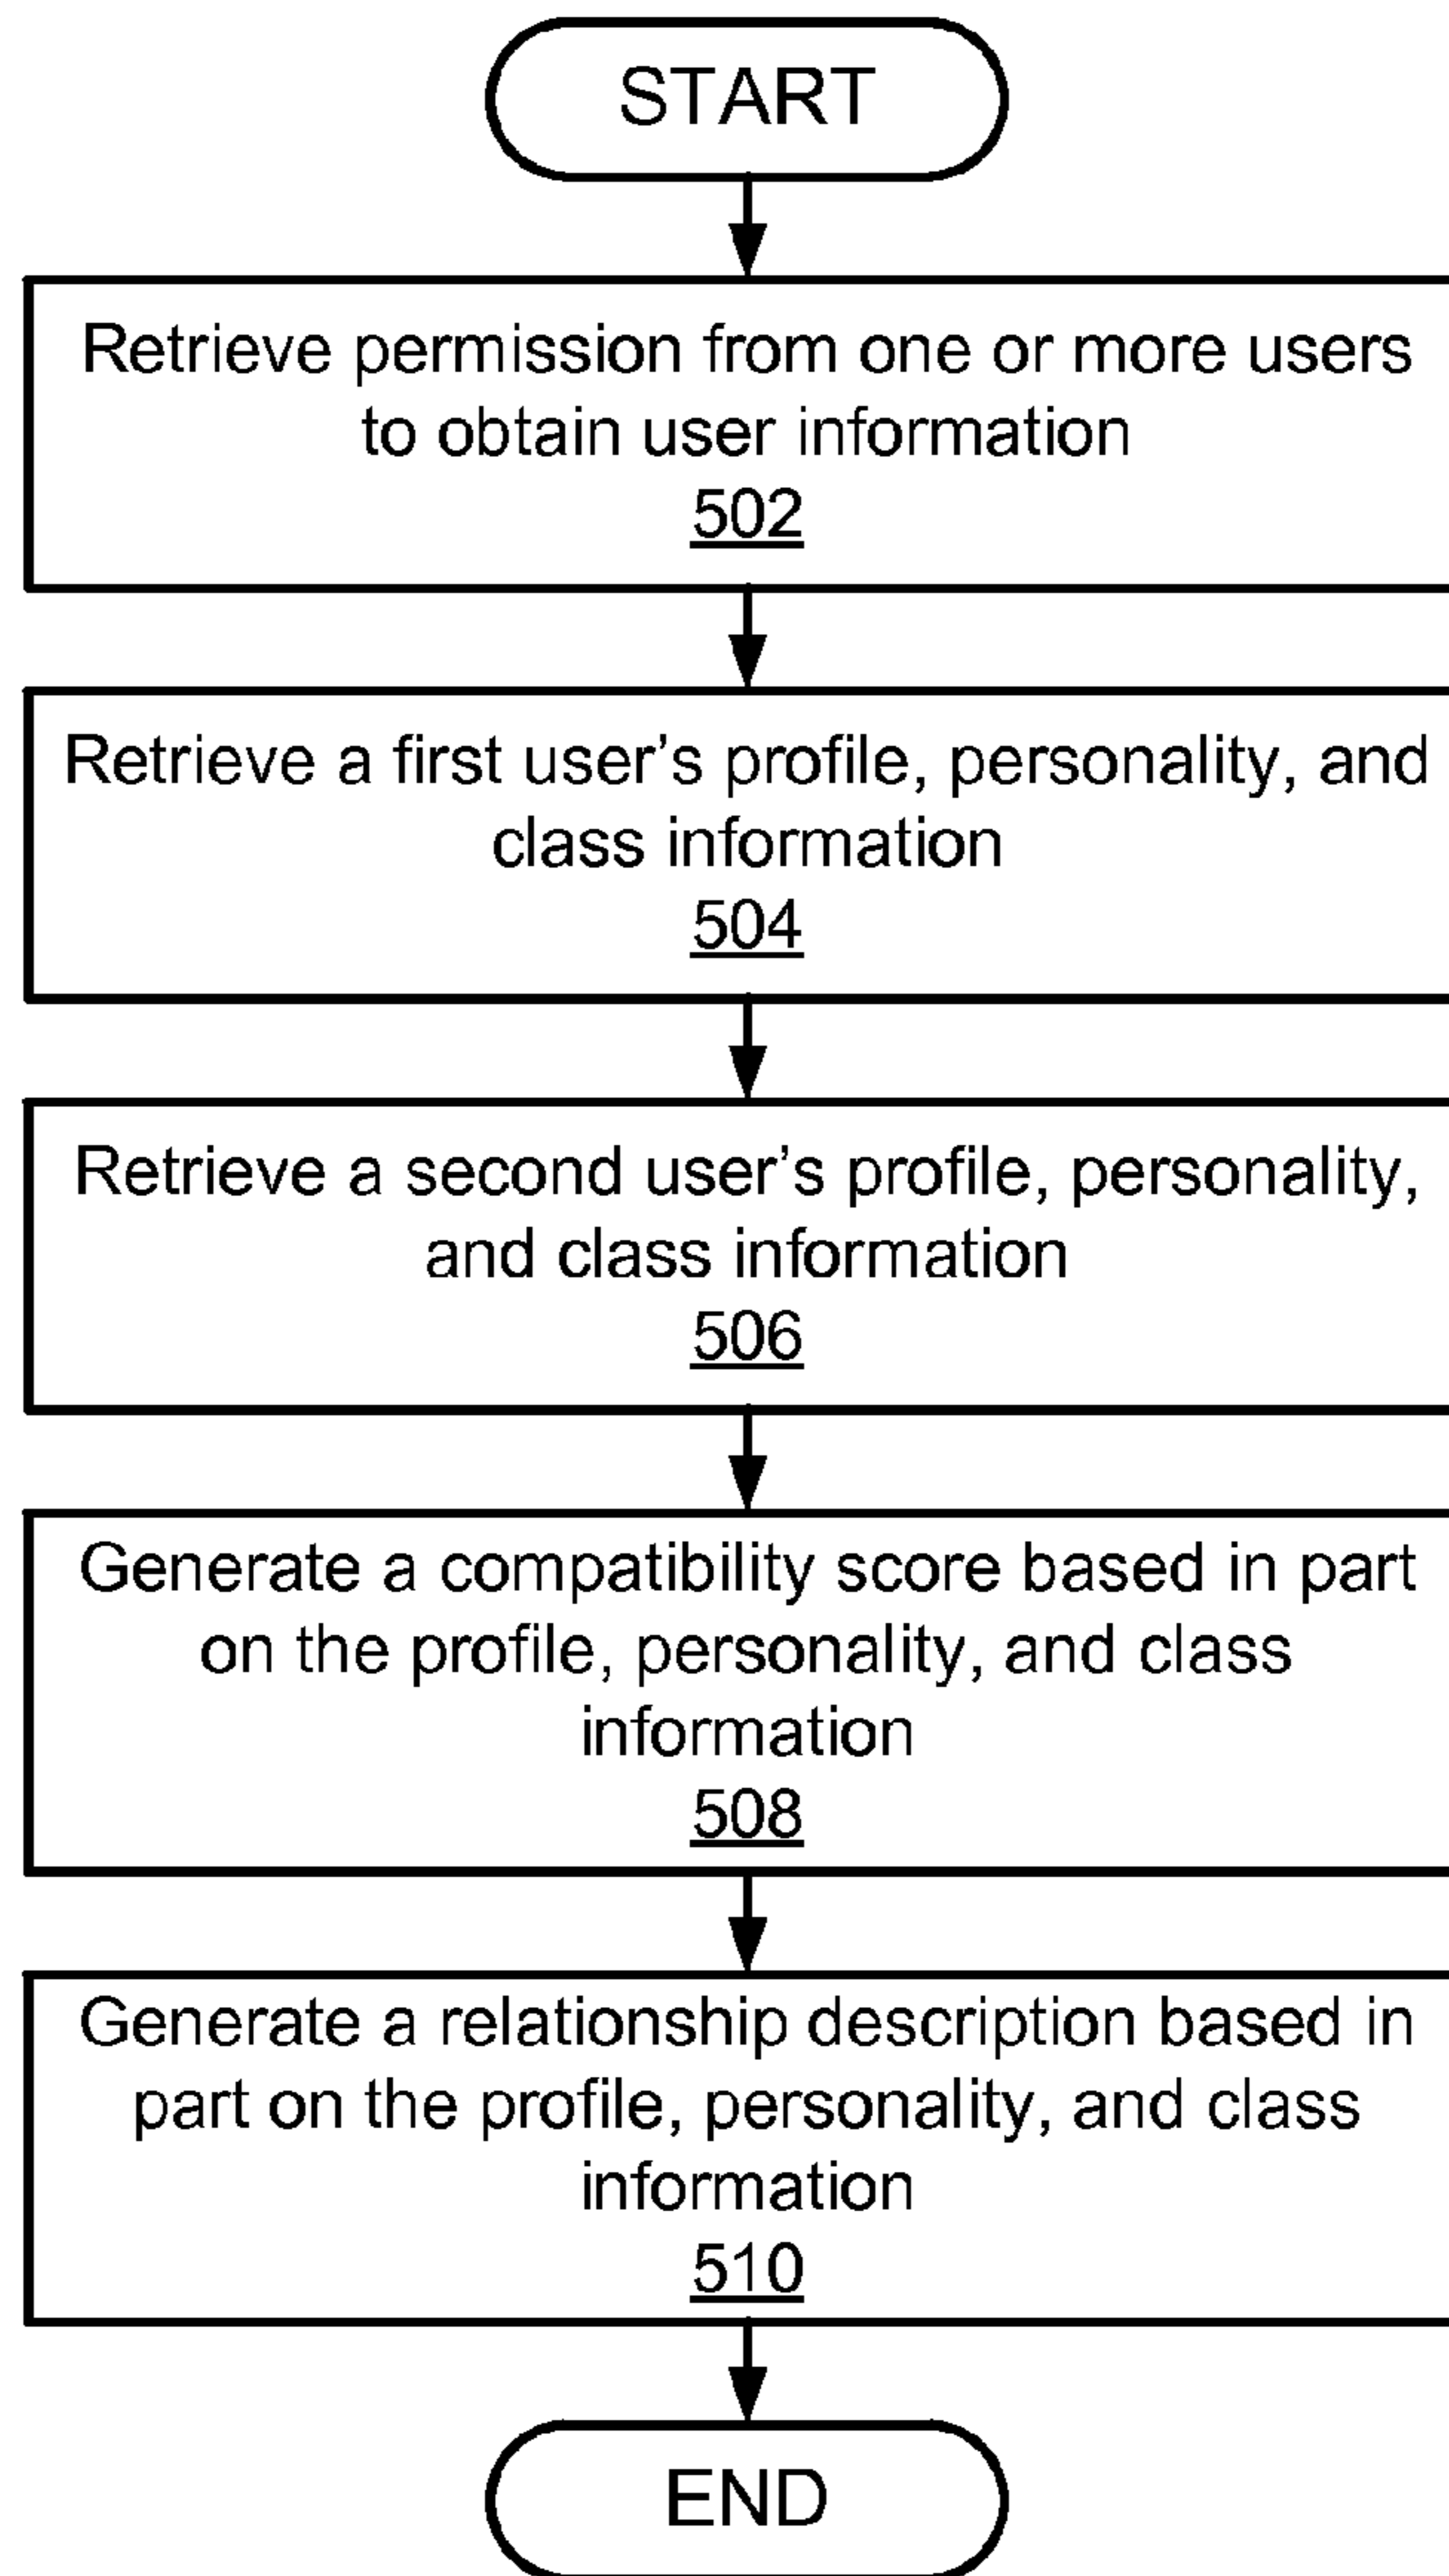 START
Retrieve permission from one or more users
to obtain user information
502
Retrieve a first user’s profile, personality, and
class information
504
Retrieve a second user’s profile, personality,
and class information
506
Generate a compatibility score based in part
on the profile, personality, and class
information
508
Generate a relationship description based in
part on the profile, personality, and class
information
510
END